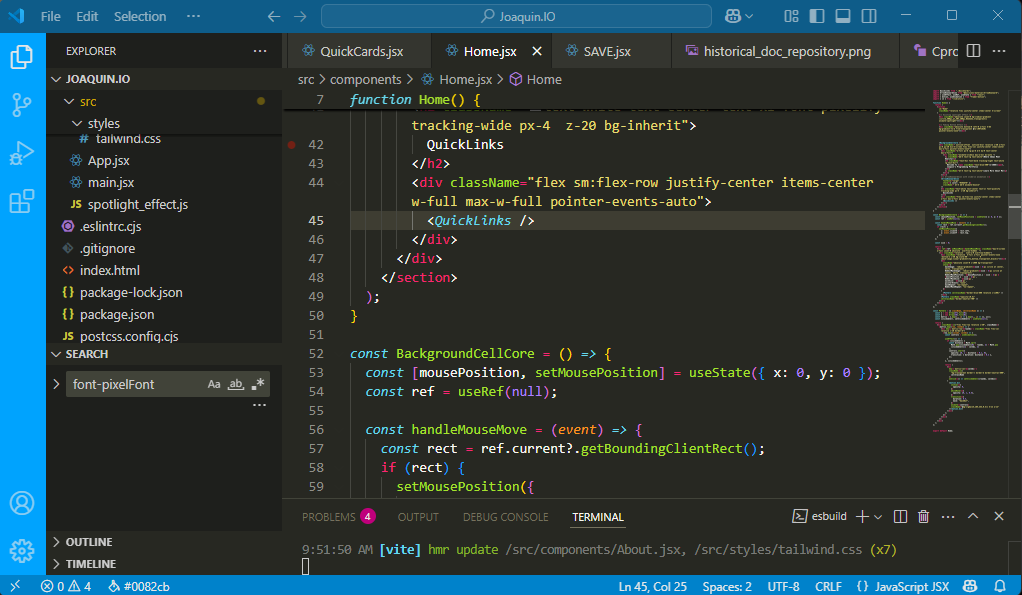 File Edit Selection ··· Joaquin.IO
EXPLORER ···
QuickCards.jsx Home.jsx SAVE.jsx historical_doc_repository.png Cprc
JOAQUIN.IO
src
styles
tailwind.css
App.jsx
main.jsx
spotlight_effect.js
.eslintrc.cjs
.gitignore
index.html
package-lock.json
package.json
postcss.config.cjs
SEARCH
font-pixelFont Aa ab .*
···
OUTLINE
TIMELINE
src > components > Home.jsx > Home
7 function Home() {
tracking-wide px-4  z-20 bg-inherit">
42 QuickLinks
43 </h2>
44 <div className="flex sm:flex-row justify-center items-center
w-full max-w-full pointer-events-auto">
45 <QuickLinks />
46 </div>
47 </div>
48 </section>
49 );
50 }
51
52 const BackgroundCellCore = () => {
53 const [mousePosition, setMousePosition] = useState({ x: 0, y: 0 });
54 const ref = useRef(null);
55
56 const handleMouseMove = (event) => {
57 const rect = ref.current?.getBoundingClientRect();
58 if (rect) {
59 setMousePosition({
PROBLEMS 4 OUTPUT DEBUG CONSOLE TERMINAL esbuild
9:51:50 AM [vite] hmr update /src/components/About.jsx, /src/styles/tailwind.css (x7)
0 4 #0082cb Ln 45, Col 25 Spaces: 2 UTF-8 CRLF {} JavaScript JSX